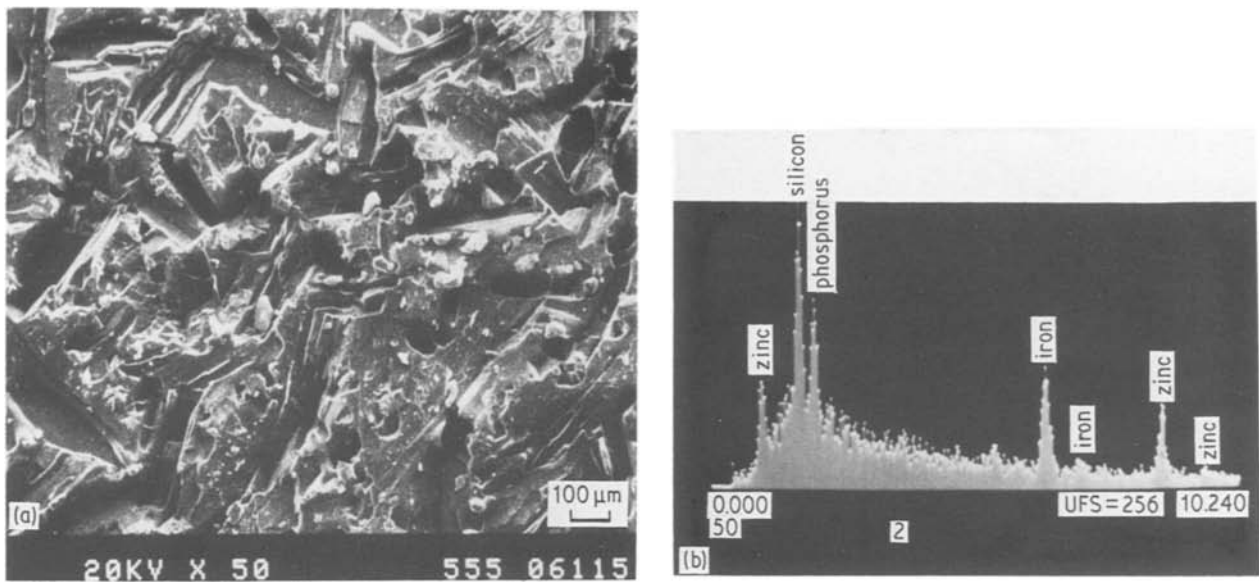 (a)
100 μm
20KV X 50 555 06115
silicon
phosphorus
zinc
iron
iron
zinc
zinc
0.000 UFS = 256 10.240
50 2
(b)